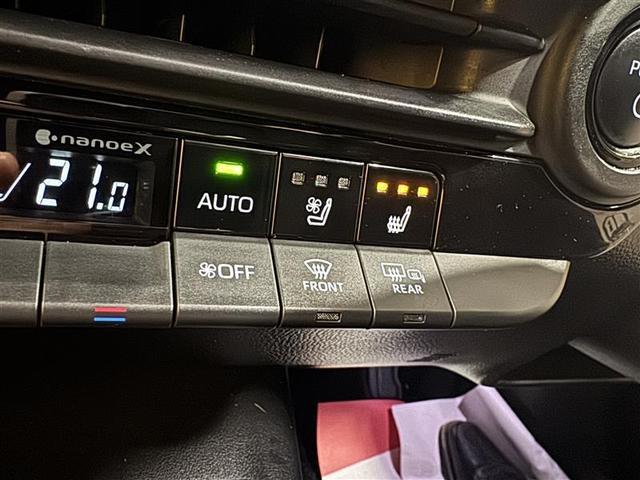 nanoeX
21.0
AUTO
OFF
FRONT
REAR
P